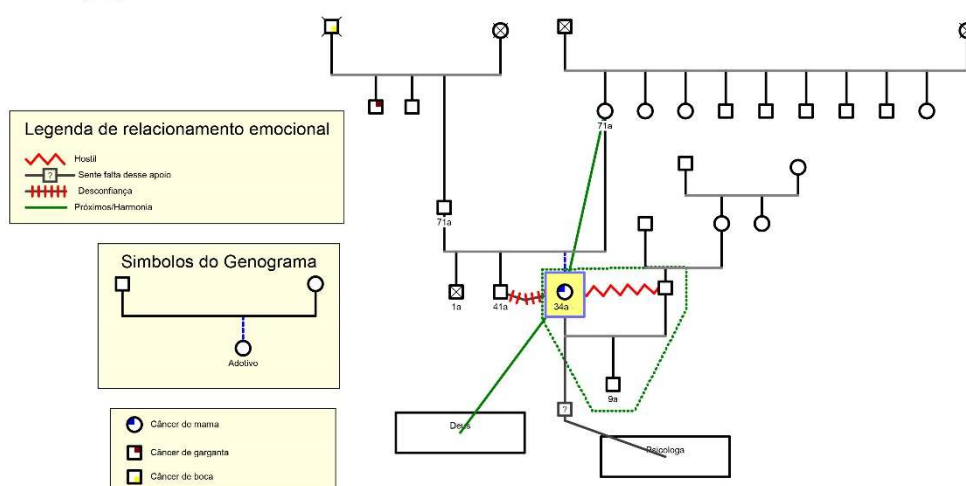 71a
Legenda de relacionamento emocional
Hostil
? Sente falta desse apoio
Desconfiança
Próximos/Harmonia
71a
Simbolos do Genograma
Adotivo
1a
41a
34a
9a
?
Câncer de mama
Câncer de garganta
Câncer de boca
Deus
Psicologa